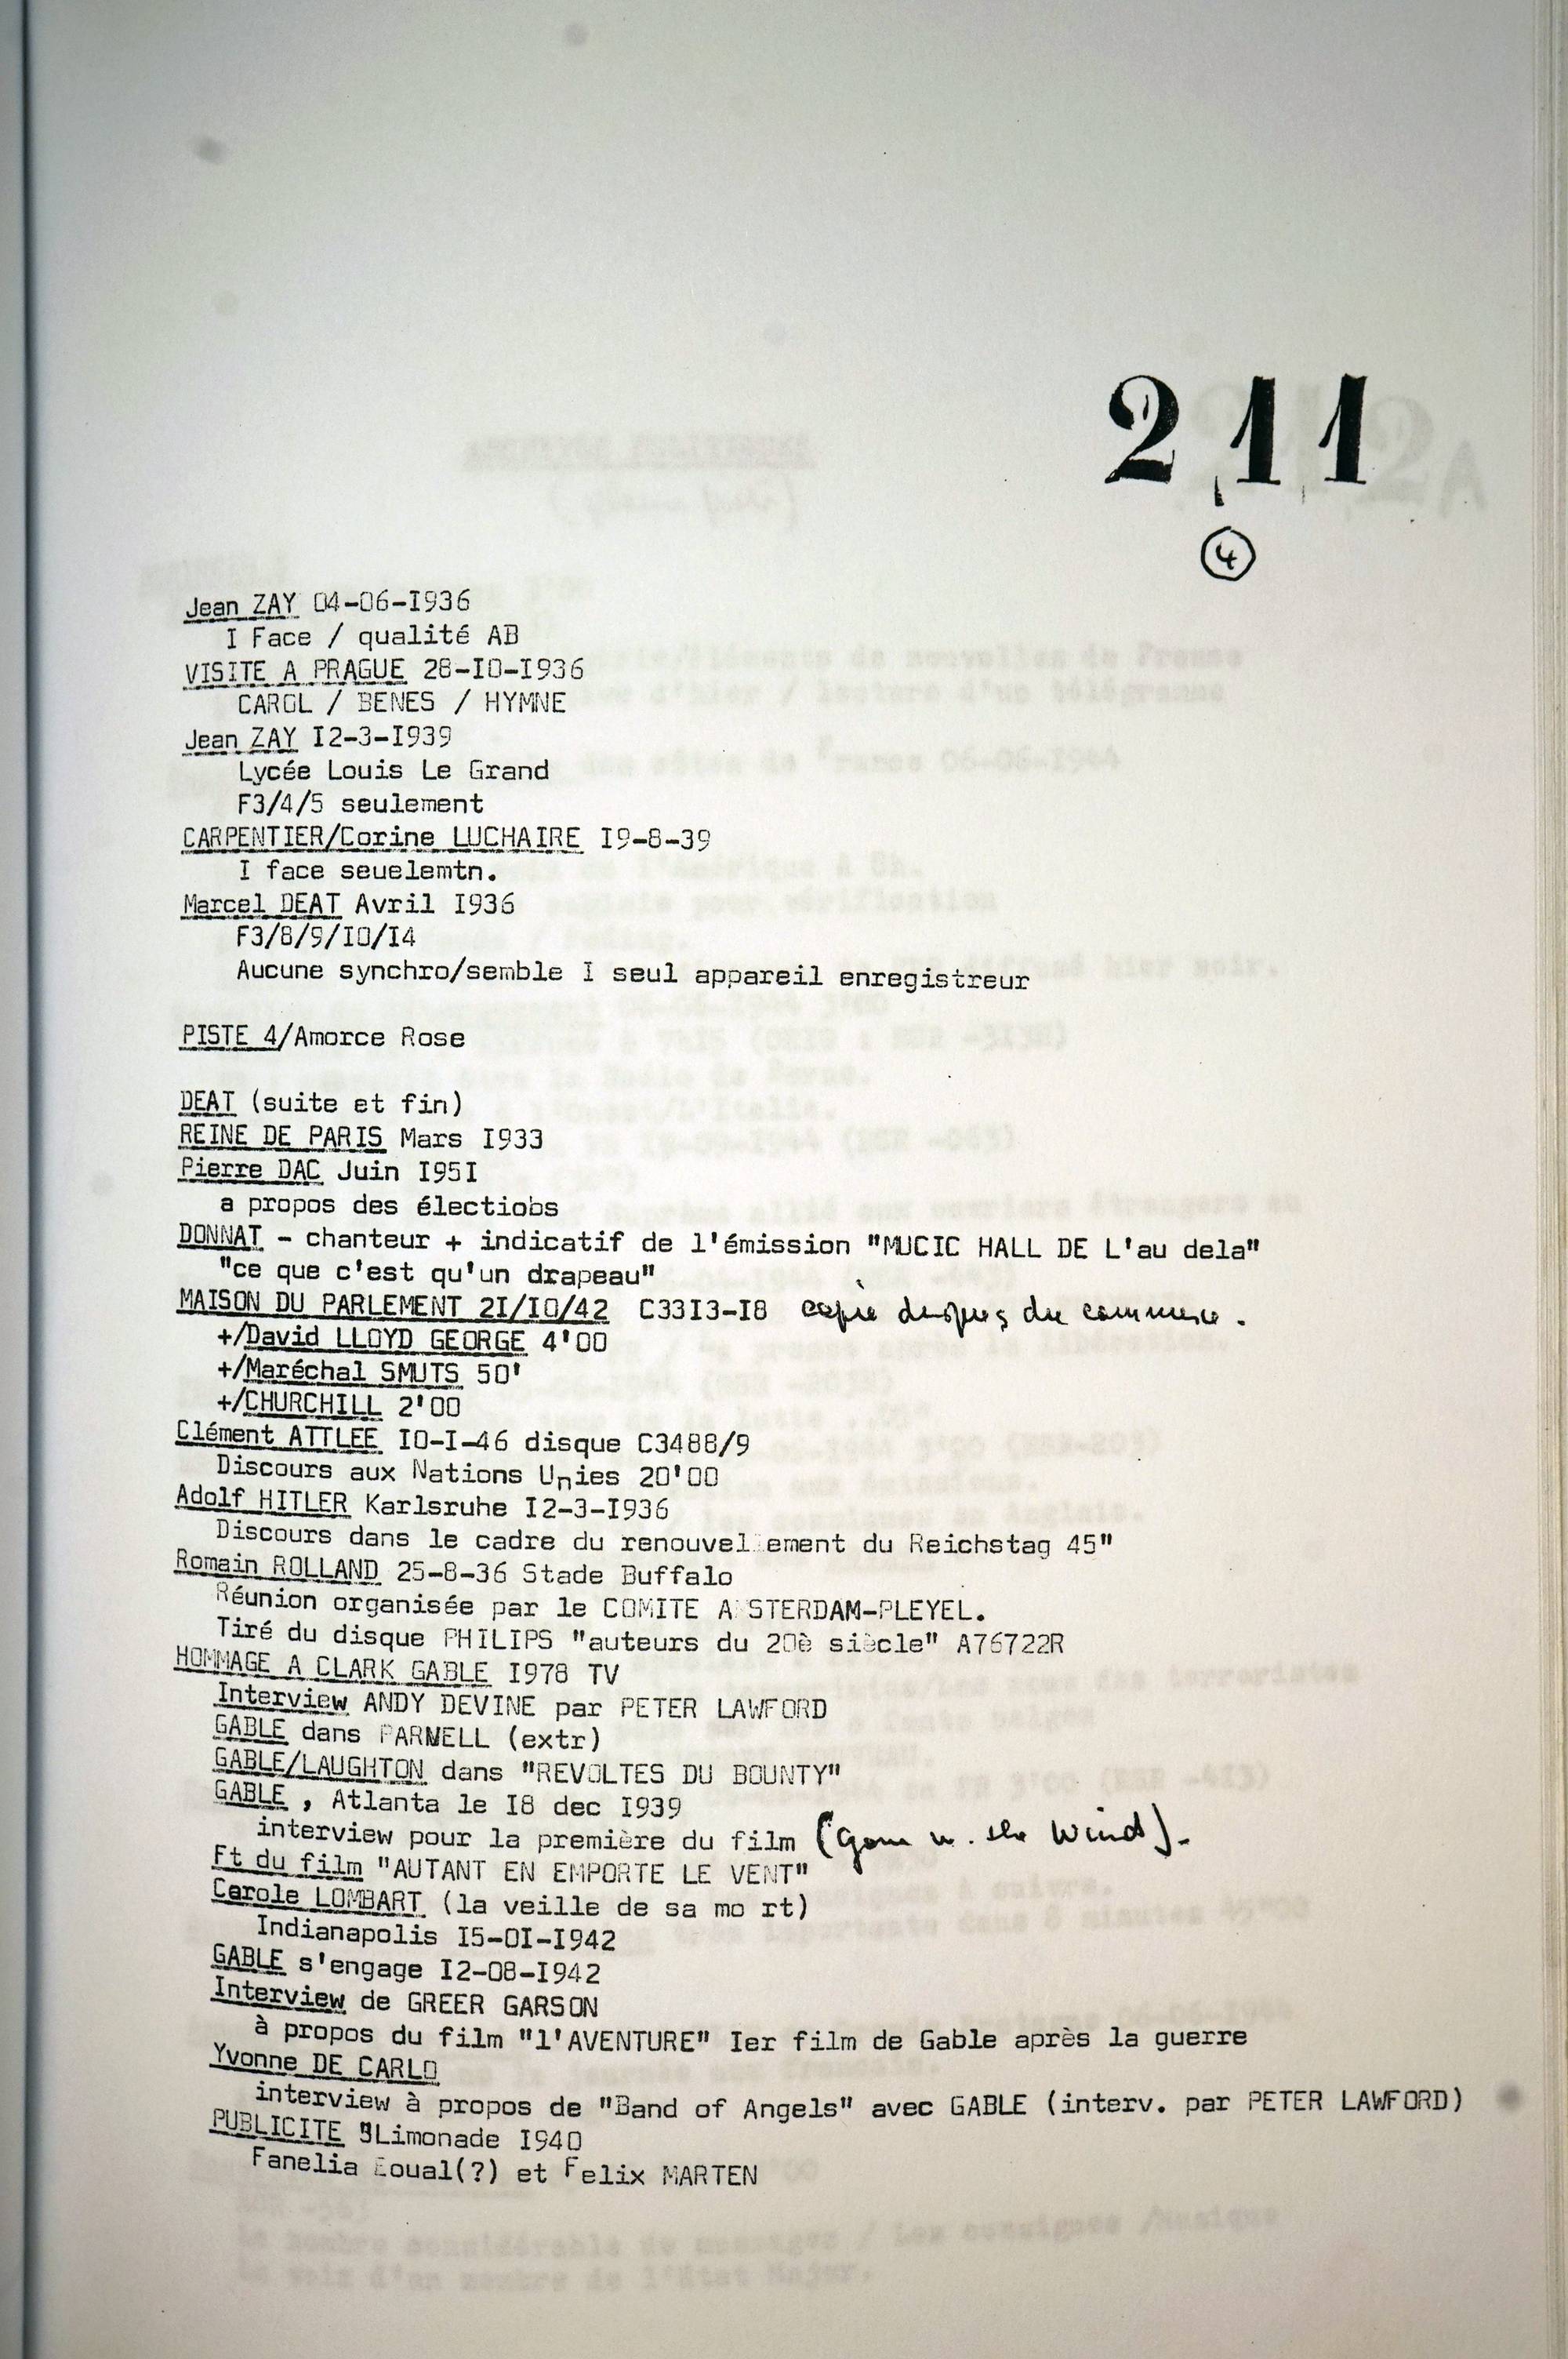 211
4
Jean ZAY 04-06-I936
I Face / qualité AB
VISITE A PRAGUE 28-IO-I936
CAROL / BENES / HYMNE
Jean ZAY I2-3-I939
Lycée Louis Le Grand
F3/4/5 seulement
CARPENTIER/Corine LUCHAIRE I9-8-39
I face seuelemtn.
Marcel DEAT Avril I936
F3/8/9/IO/I4
Aucune synchro/semble I seul appareil enregistreur
PISTE 4/Amorce Rose
DEAT (suite et fin)
REINE DE PARIS Mars I933
Pierre DAC Juin I95I
a propos des électiobs
DONNAT - chanteur + indicatif de l'émission "MUCIC HALL DE L'au dela"
"ce que c'est qu'un drapeau"
MAISON DU PARLEMENT 2I/IO/42 C33I3-I8 copie disques du commerce.
+/David LLOYD GEORGE 4'00
+/Maréchal SMUTS 50'
+/CHURCHILL 2'00
Clément ATTLEE IO-I-46 disque C3488/9
Discours aux Nations Unies 20'00
Adolf HITLER Karlsruhe I2-3-I936
Discours dans le cadre du renouvellement du Reichstag 45"
Romain ROLLAND 25-8-36 Stade Buffalo
Réunion organisée par le COMITE AMSTERDAM-PLEYEL.
Tiré du disque PHILIPS "auteurs du 20è siècle" A76722R
HOMMAGE A CLARK GABLE I978 TV
Interview ANDY DEVINE par PETER LAWFORD
GABLE dans PARNELL (extr)
GABLE/LAUGHTON dans "REVOLTES DU BOUNTY"
GABLE , Atlanta le I8 dec I939
interview pour la première du film (Gone w. the Wind).
Ft du film "AUTANT EN EMPORTE LE VENT"
Carole LOMBART (la veille de sa mo rt)
Indianapolis I5-OI-I942
GABLE s'engage I2-08-I942
Interview de GREER GARSON
à propos du film "l'AVENTURE" Ier film de Gable après la guerre
Yvonne DE CARLO
interview à propos de "Band of Angels" avec GABLE (interv. par PETER LAWFORD)
PUBLICITE "Limonade I940
Fanelia (?) et Felix MARTEN